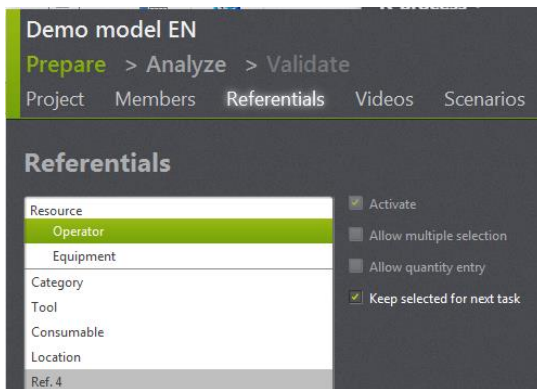 Demo model EN
Prepare > Analyze > Validate
Project Members Referentials Videos Scenarios
Referentials
Resource
Operator
Equipment
Category
Tool
Consumable
Location
Ref. 4
Activate
Allow multiple selection
Allow quantity entry
Keep selected for next task